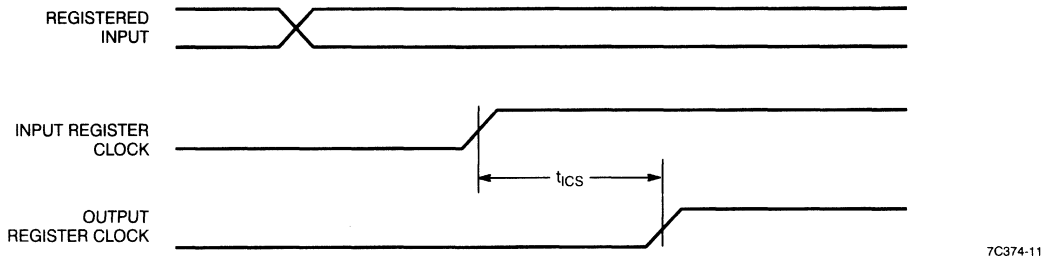 REGISTERED
INPUT
INPUT REGISTER
CLOCK
tICS
OUTPUT
REGISTER CLOCK
7C374-11